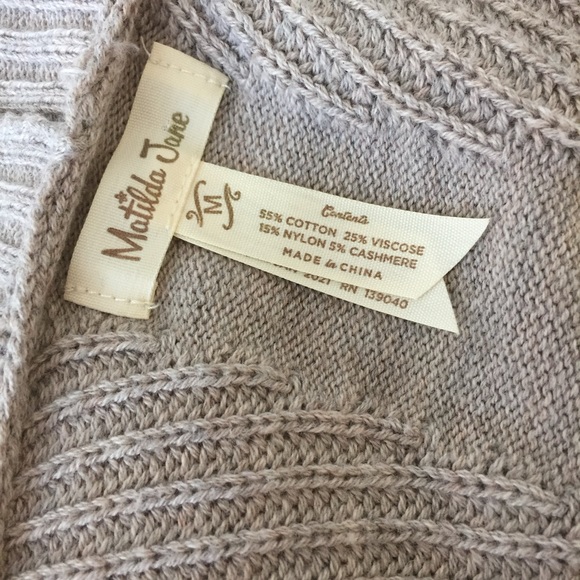 Matilda Jane
M
Contents
55% COTTON 25% VISCOSE
15% NYLON 5% CASHMERE
MADE in CHINA
2021 RN 139040